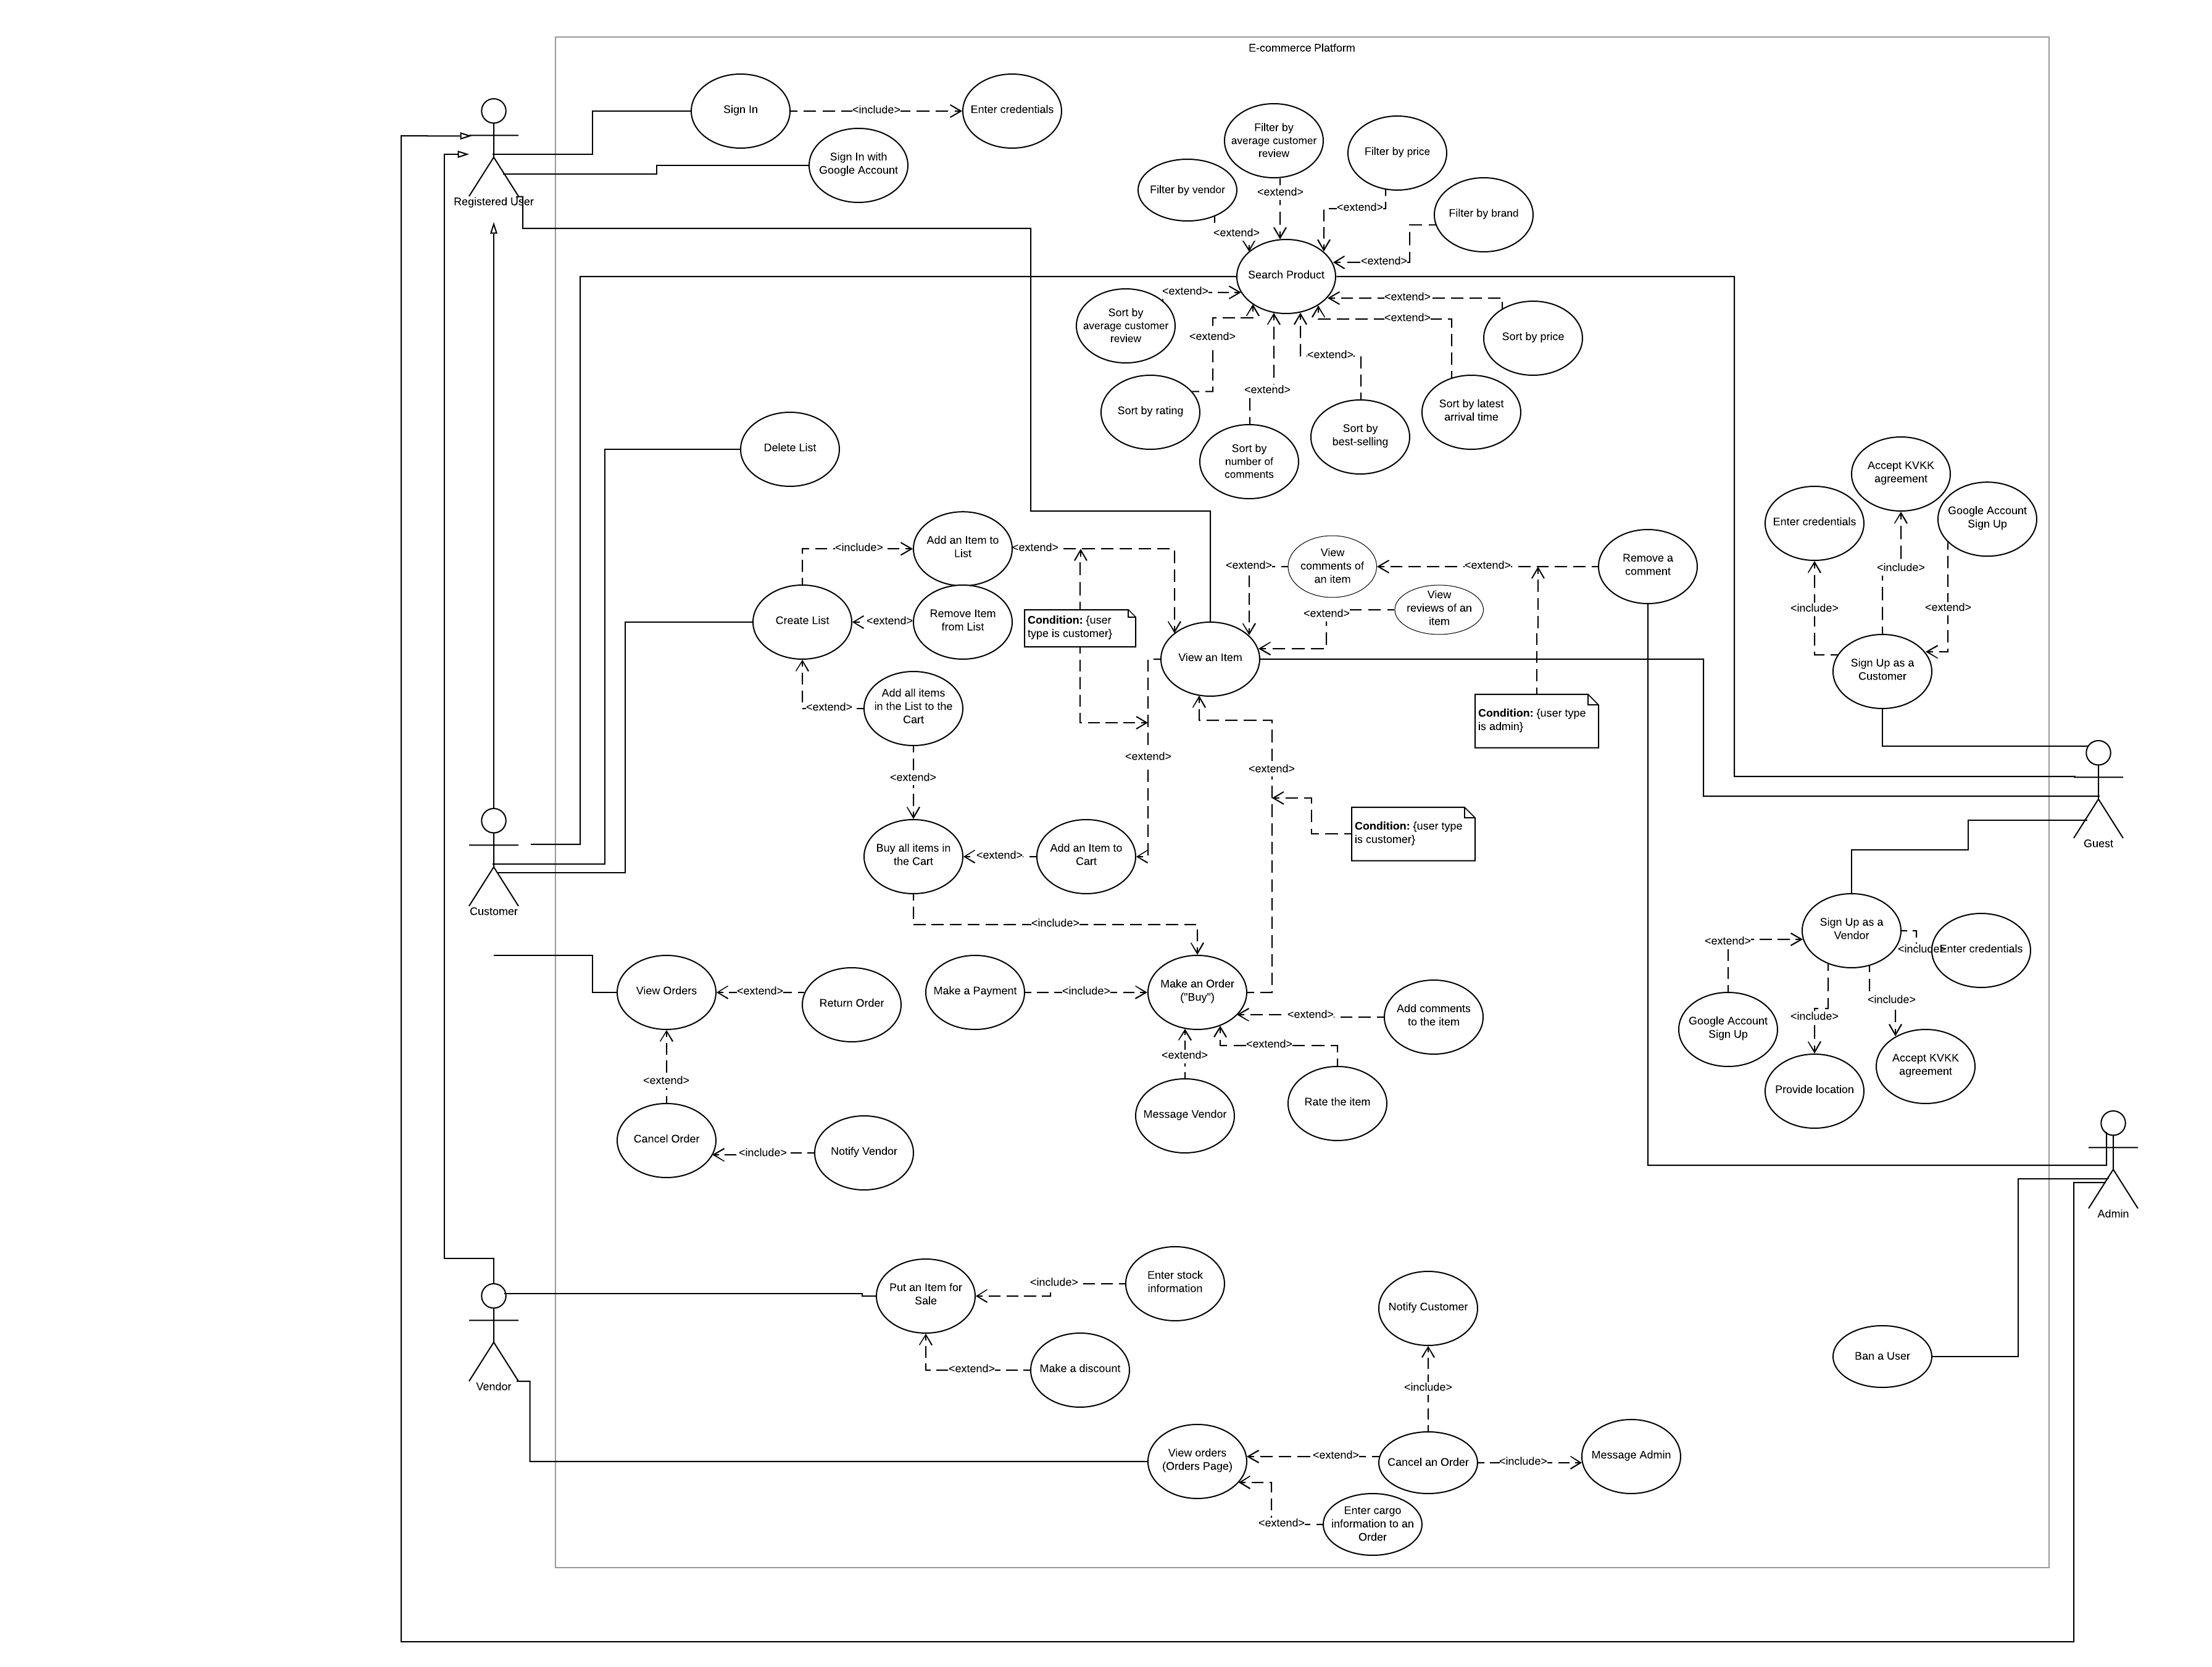 E-commerce Platform
Sign In
<include>
Enter credentials
Sign In with
Google Account
Registered User
Filter by
average customer
review
Filter by price
Filter by vendor
<extend>
<extend>
Filter by brand
<extend>
<extend>
Search Product
<extend>
<extend>
<extend>
Sort by
average customer
review
<extend>
Sort by price
<extend>
<extend>
Sort by rating
Sort by latest
arrival time
Sort by
best-selling
Sort by
number of
comments
Delete List
Accept KVKK
agreement
Enter credentials
Google Account
Sign Up
<include>
<include>
<extend>
Sign Up as a
Customer
<include>
Add an Item to
List
<extend>
View
comments of
an item
<extend>
<extend>
Remove a
comment
View
reviews of an
item
<extend>
Create List
<extend>
Remove Item
from List
Condition: {user
type is customer}
View an Item
Add all items
in the List to the
Cart
<extend>
Condition: {user type
is admin}
<extend>
<extend>
<extend>
Condition: {user type
is customer}
Buy all items in
the Cart
<extend>
Add an Item to
Cart
Guest
Customer
<include>
Sign Up as a
Vendor
<extend>
<include>
Enter credentials
View Orders
<extend>
Return Order
Make a Payment
<include>
Make an Order
("Buy")
<extend>
Add comments
to the item
<include>
<include>
Google Account
Sign Up
Accept KVKK
agreement
Provide location
<extend>
<extend>
Rate the item
Message Vendor
<extend>
Cancel Order
<include>
Notify Vendor
Admin
Put an Item for
Sale
<include>
Enter stock
information
Notify Customer
<extend>
Make a discount
Vendor
<include>
Ban a User
View orders
(Orders Page)
<extend>
Cancel an Order
<include>
Message Admin
<extend>
Enter cargo
information to an
Order